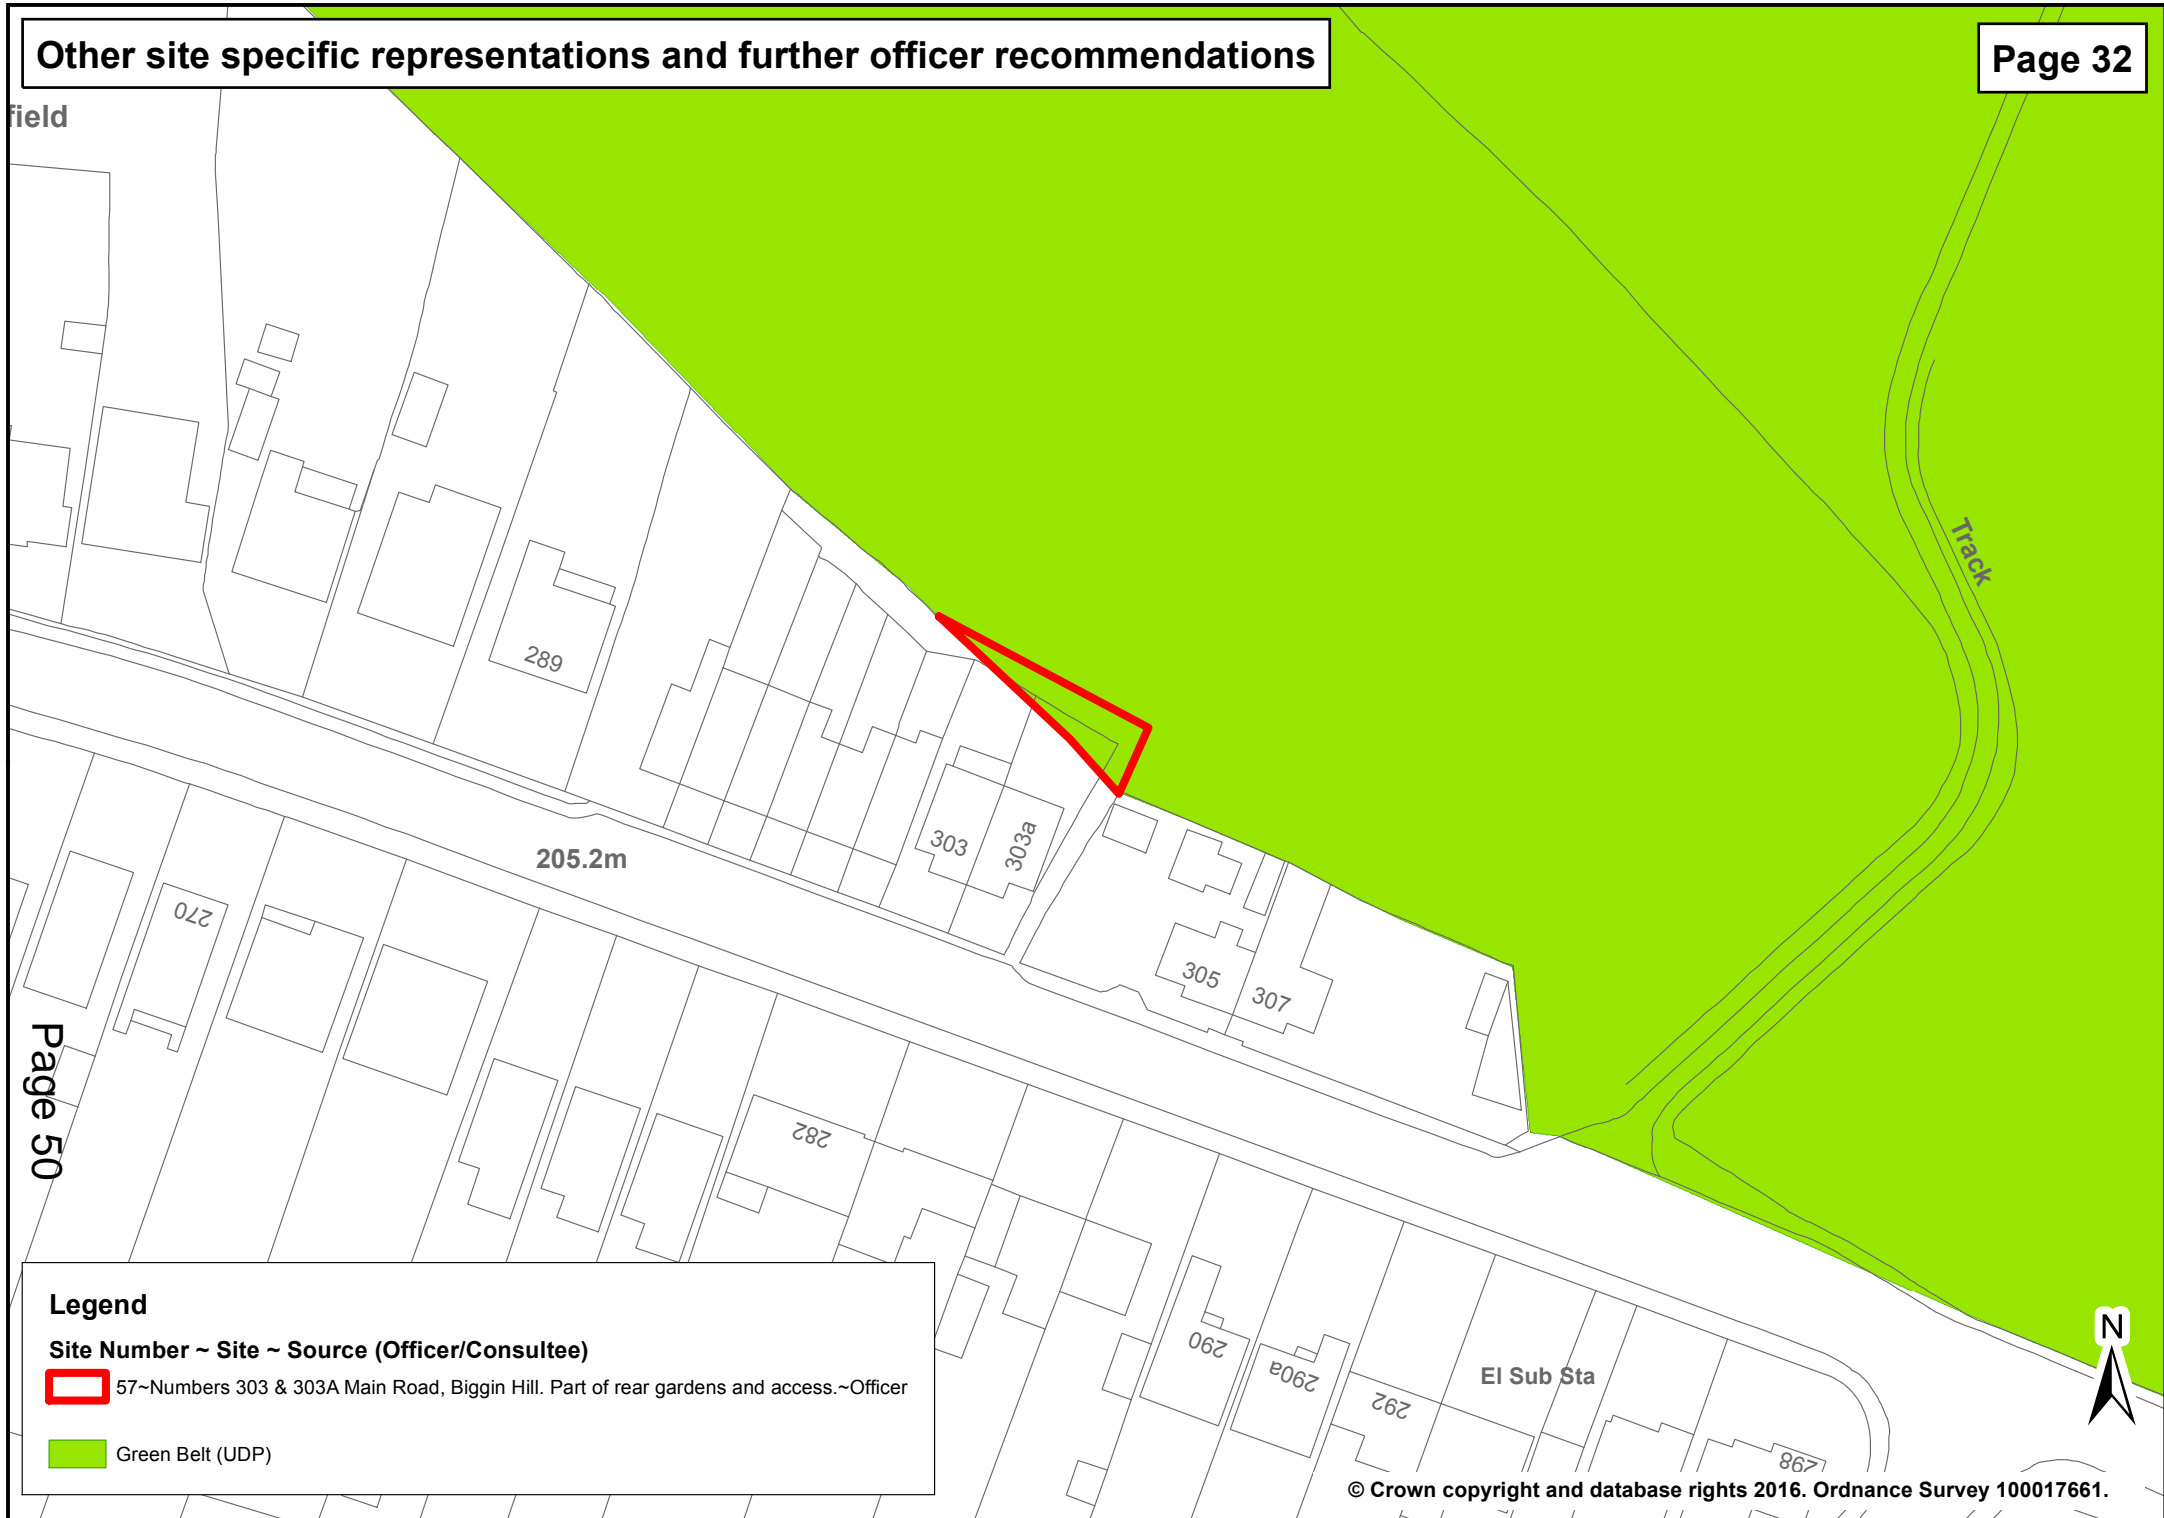 Other site specific representations and further officer recommendations
Page 32
field
Track
289
303
303a
205.2m
270
305
307
282
Page 50
290
290a
292
El Sub Sta
298
N
Legend
Site Number ~ Site ~ Source (Officer/Consultee)
57~Numbers 303 & 303A Main Road, Biggin Hill. Part of rear gardens and access.~Officer
Green Belt (UDP)
© Crown copyright and database rights 2016. Ordnance Survey 100017661.